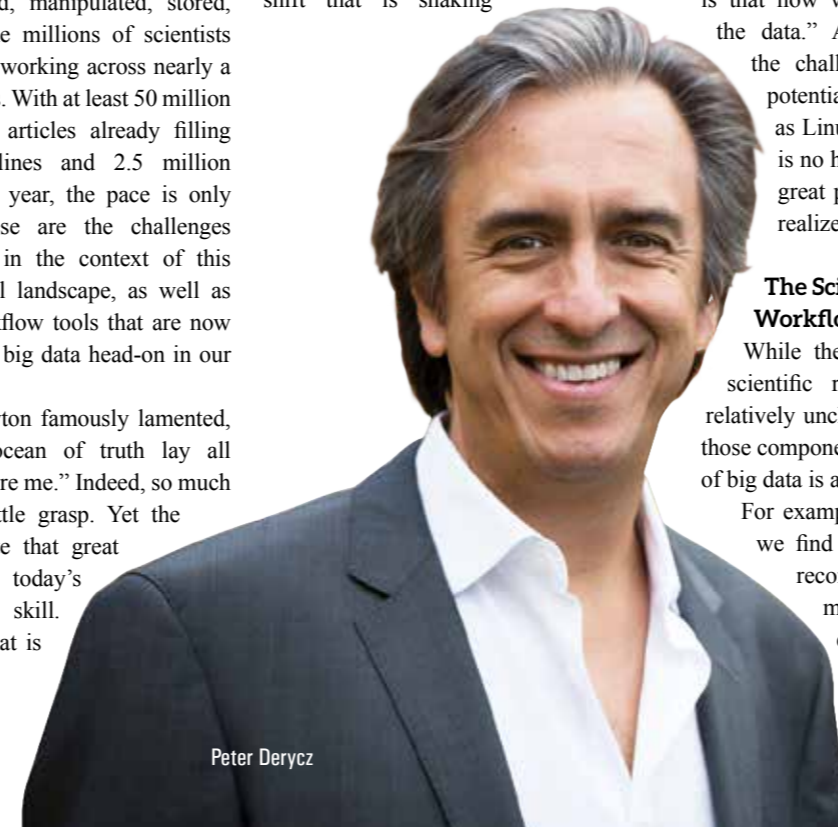 manipulated, stored,
e millions of scientists
working across nearly a
s. With at least 50 million
articles already filling
lines and 2.5 million
year, the pace is only
se are the challenges
in the context of this
l landscape, as well as
kflow tools that are now
big data head-on in our
ton famously lamented,
ocean of truth lay all
re me.” Indeed, so much
ttle grasp. Yet the
e that great
today’s
skill.
at is
shift that is shaking
is that now
the data.” A
the chall
potentia
as Linu
is no h
great p
realize
The Sci
Workflo
While the
scientific r
relatively unc
those compone
of big data is a
For examp
we find
reco
m
Peter Derycz